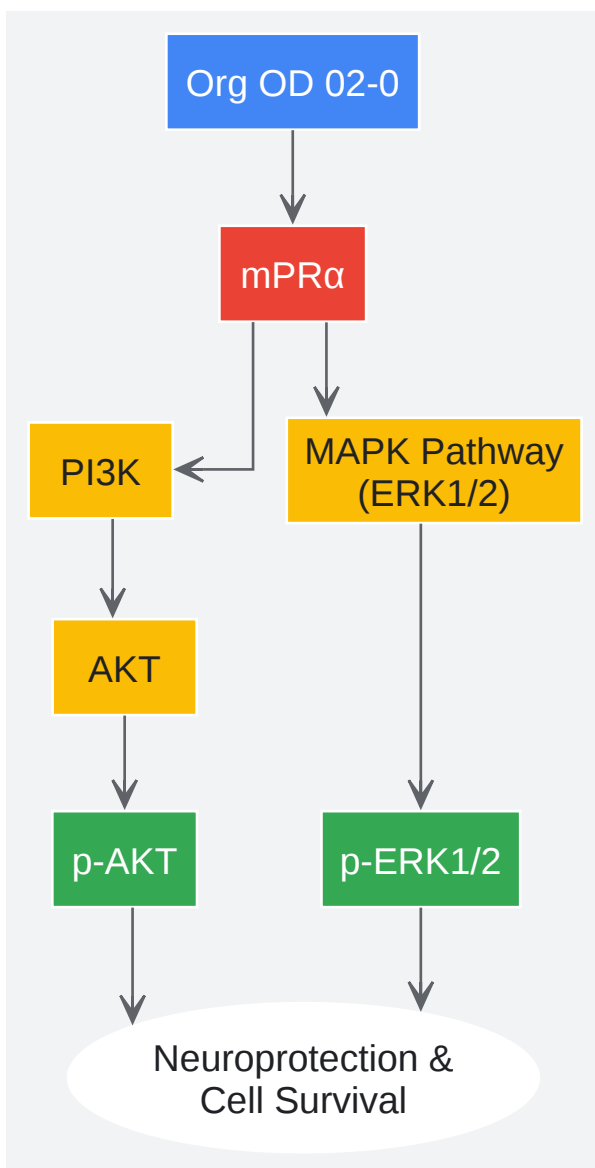 Org OD 02-0
mPRα
PI3K
MAPK Pathway
(ERK1/2)
AKT
p-AKT
p-ERK1/2
Neuroprotection &
Cell Survival